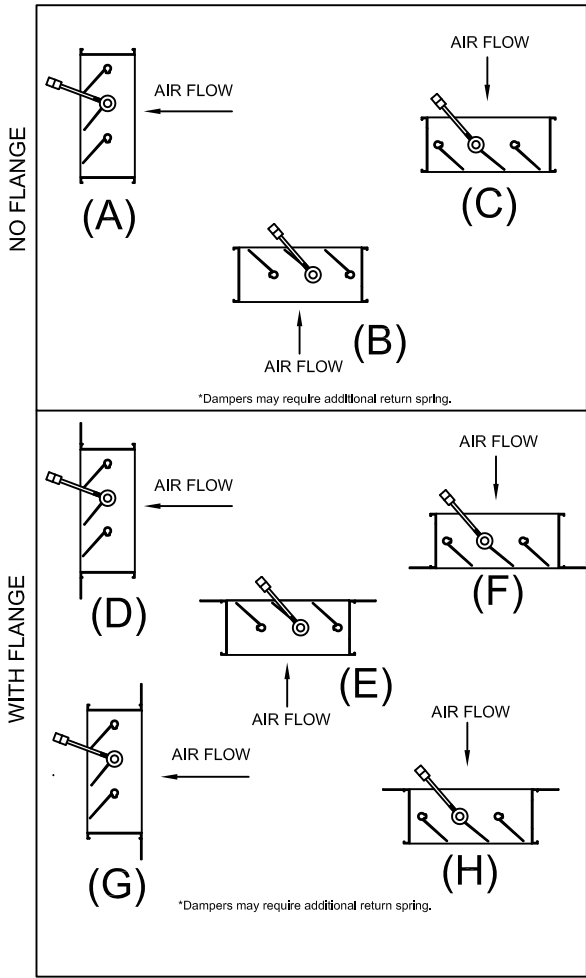 NO FLANGE
AIR FLOW
(A)
AIR FLOW
(C)
(B)
AIR FLOW
*Dampers may require additional return spring.
WITH FLANGE
AIR FLOW
(D)
AIR FLOW
(F)
(E)
AIR FLOW
AIR FLOW
(G)
AIR FLOW
(H)
*Dampers may require additional return spring.